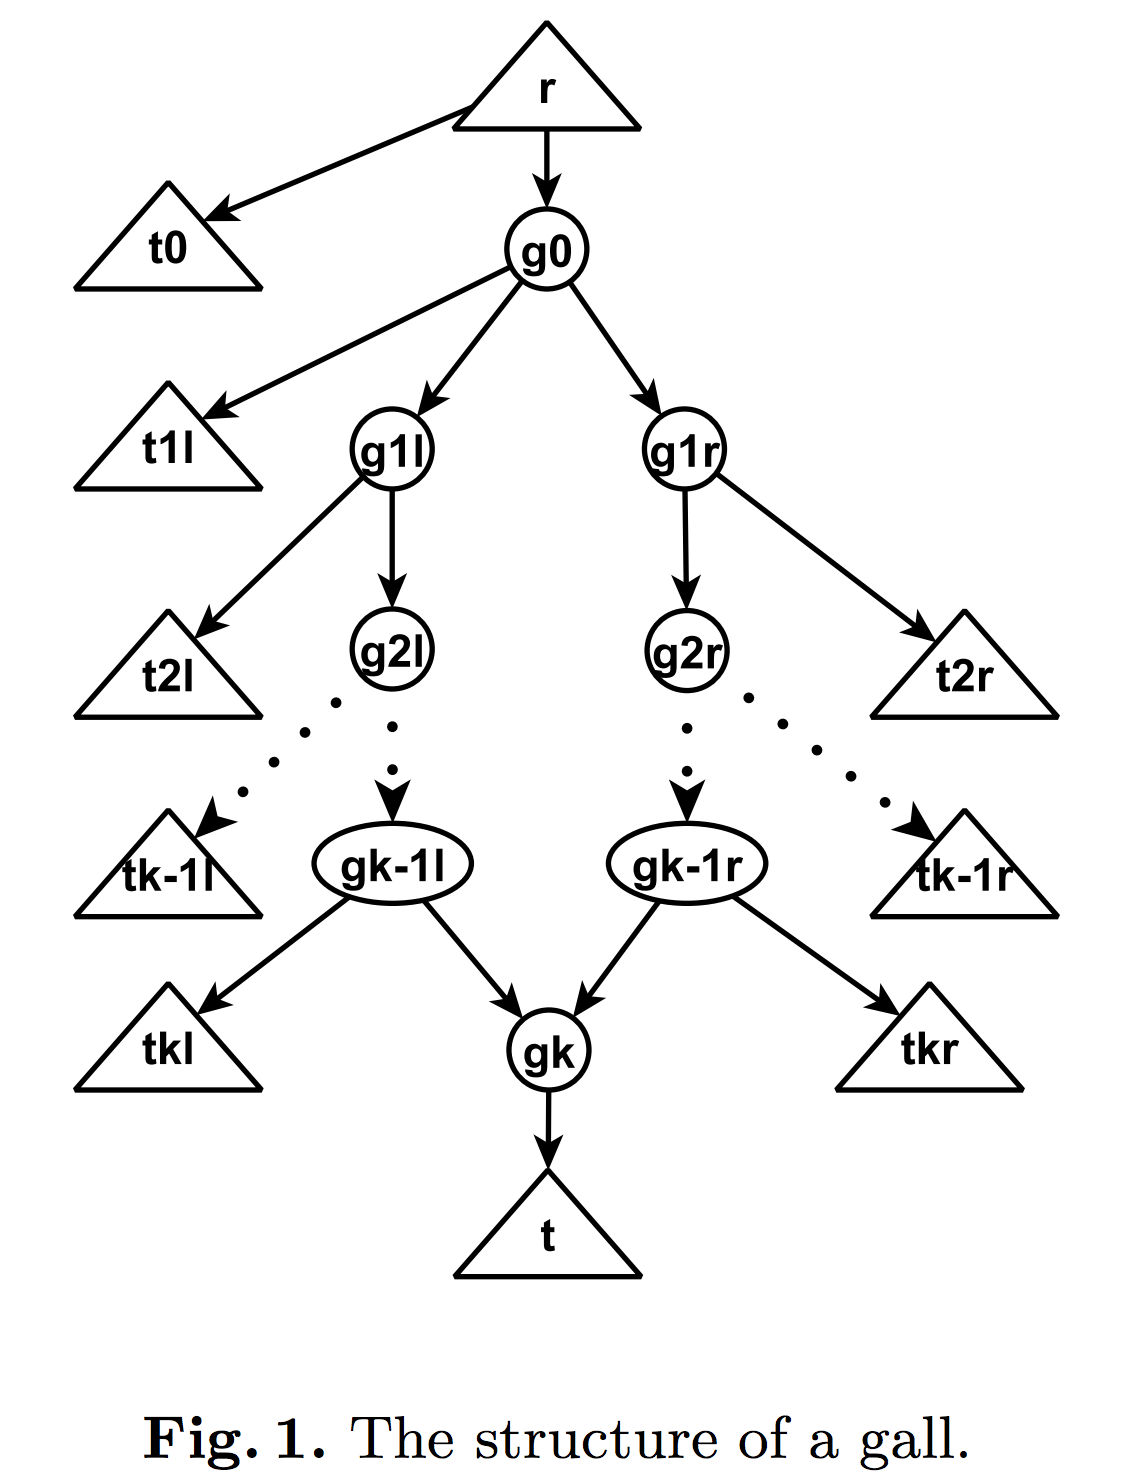 r
t0
g0
t1l
g1l
g1r
t2l
g2l
g2r
t2r
tk-1l
gk-1l
gk-1r
tk-1r
tkl
gk
tkr
t
Fig. 1. The structure of a gall.